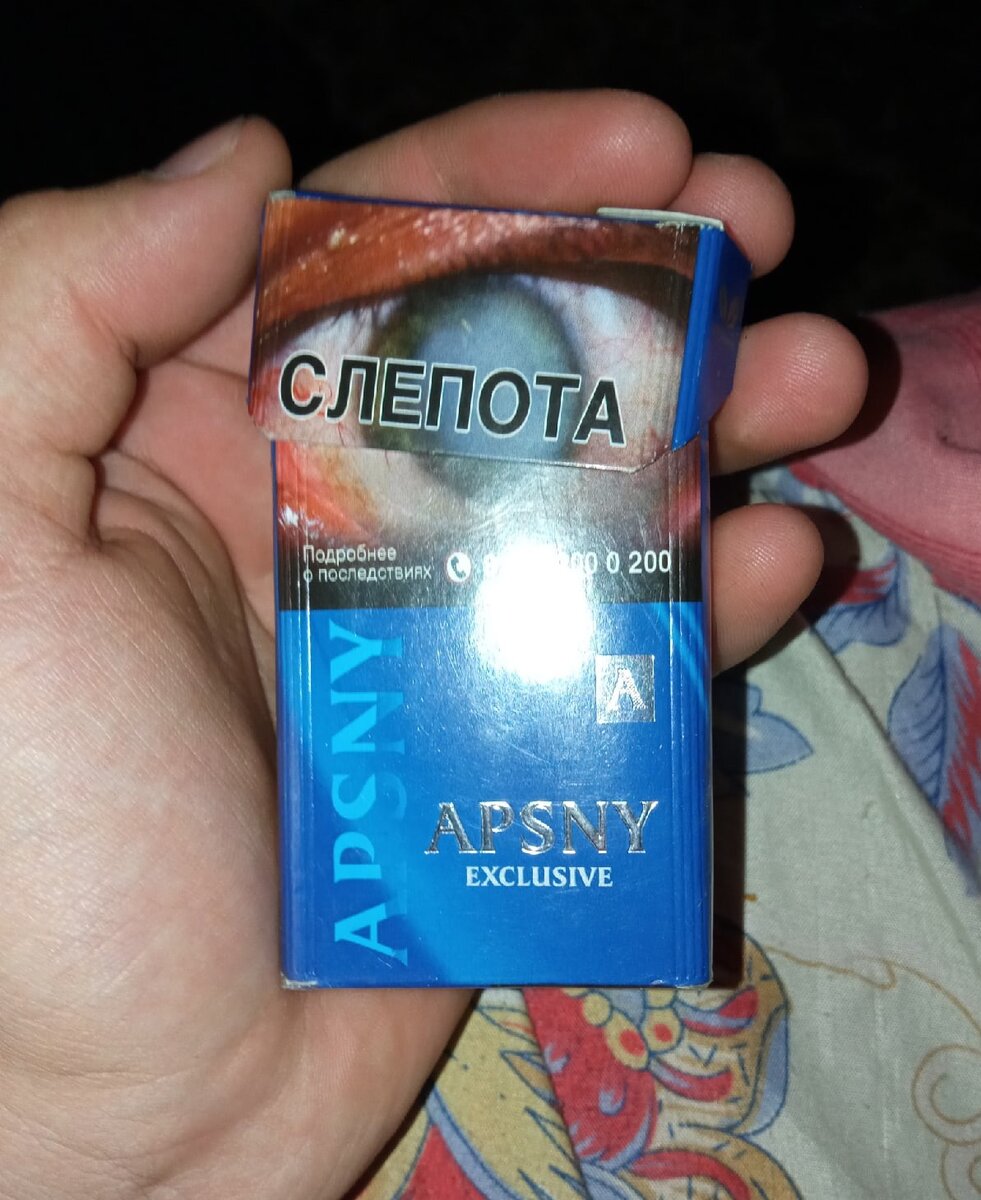 СЛЕПОТА
Подробнее
о последствиях
0 200
APSNY
A
APSNY
EXCLUSIVE